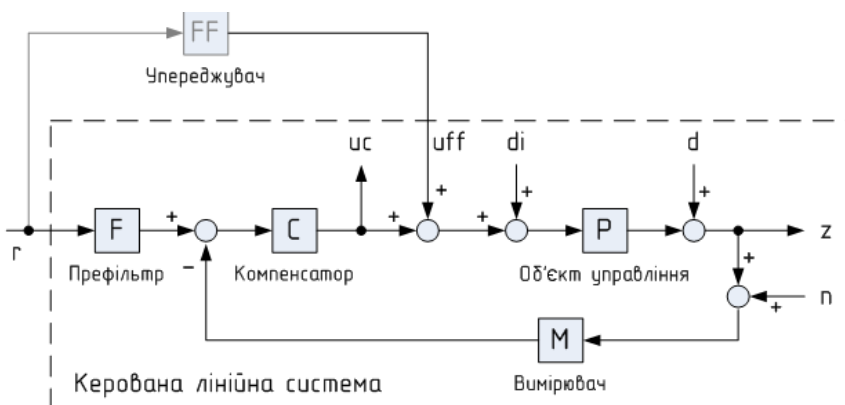 FF
Упереджувач
uc
uff
di
d
+
+
+
r
F
+
C
+
+
P
z
Префільтр
-
Компенсатор
Об'єкт управління
+
n
+
M
Керована лінійна система
Вимірювач